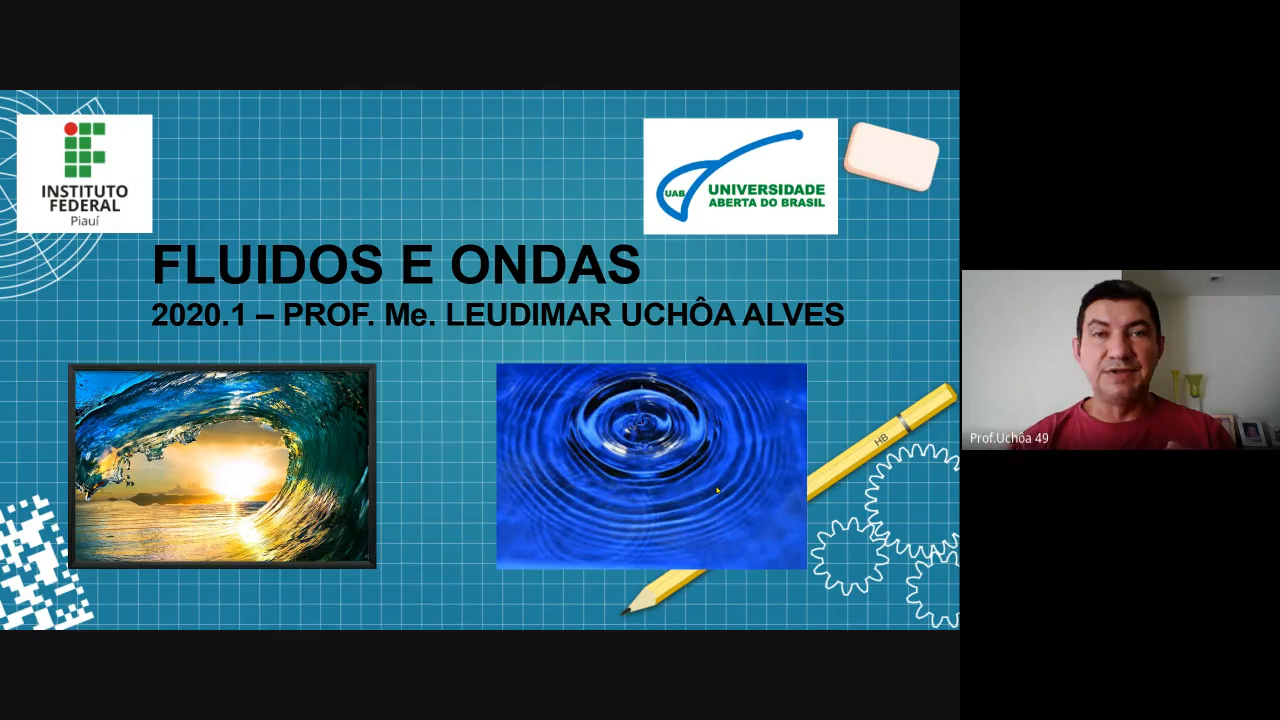 INSTITUTO
FEDERAL
Piauí
UAB
UNIVERSIDADE
ABERTA DO BRASIL
FLUIDOS E ONDAS
2020.1 – PROF. Me. LEUDIMAR UCHÔA ALVES
HB
Prof.Uchôa 49